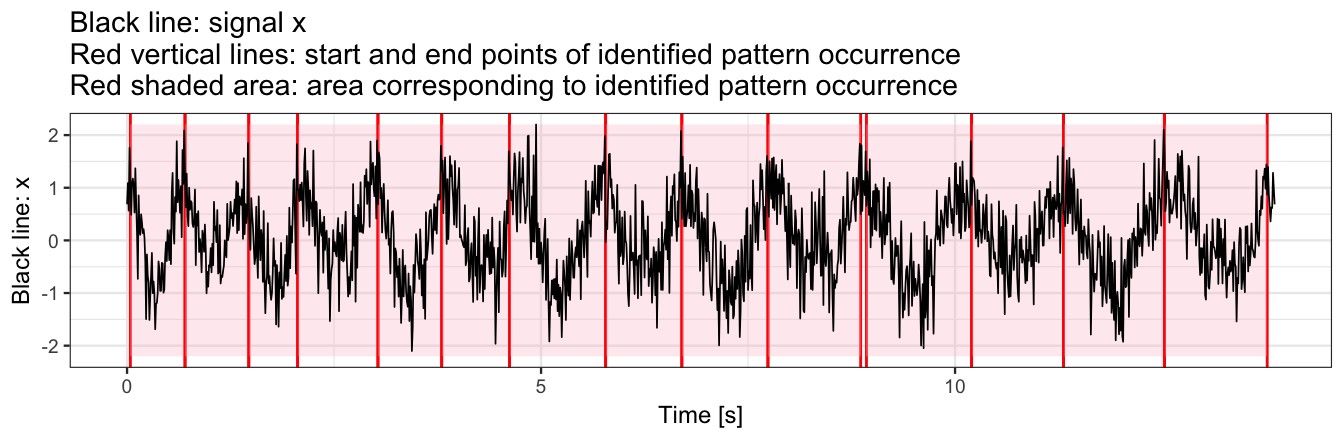 Black line: signal x
Red vertical lines: start and end points of identified pattern occurrence
Red shaded area: area corresponding to identified pattern occurrence
2
1
0
-1
-2
Black line: x
0 5 10
Time [s]